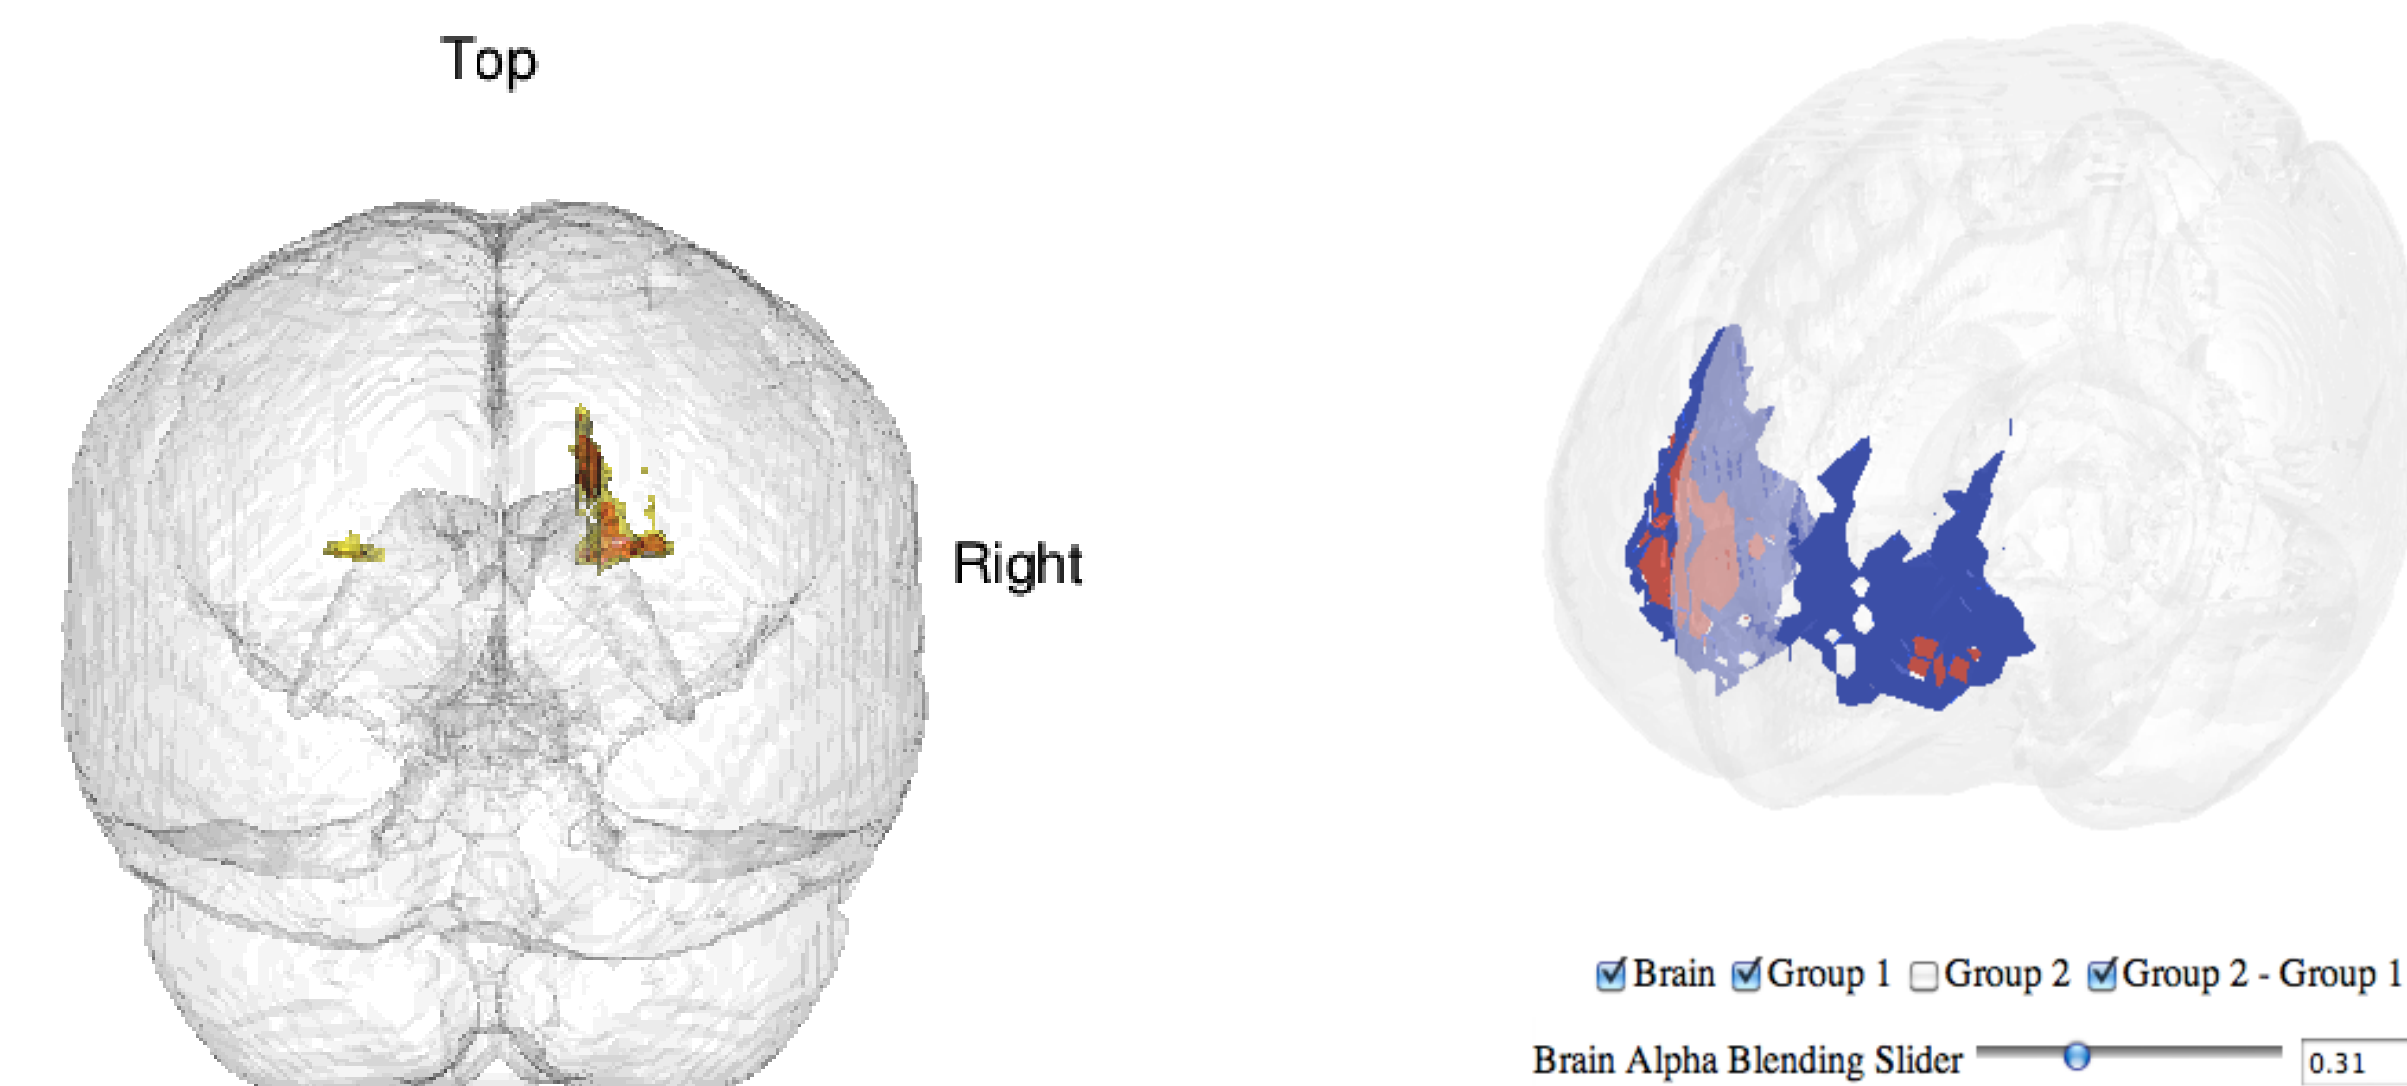 Top
Right
Brain Group 1 Group 2 Group 2 - Group 1
Brain Alpha Blending Slider 0.31